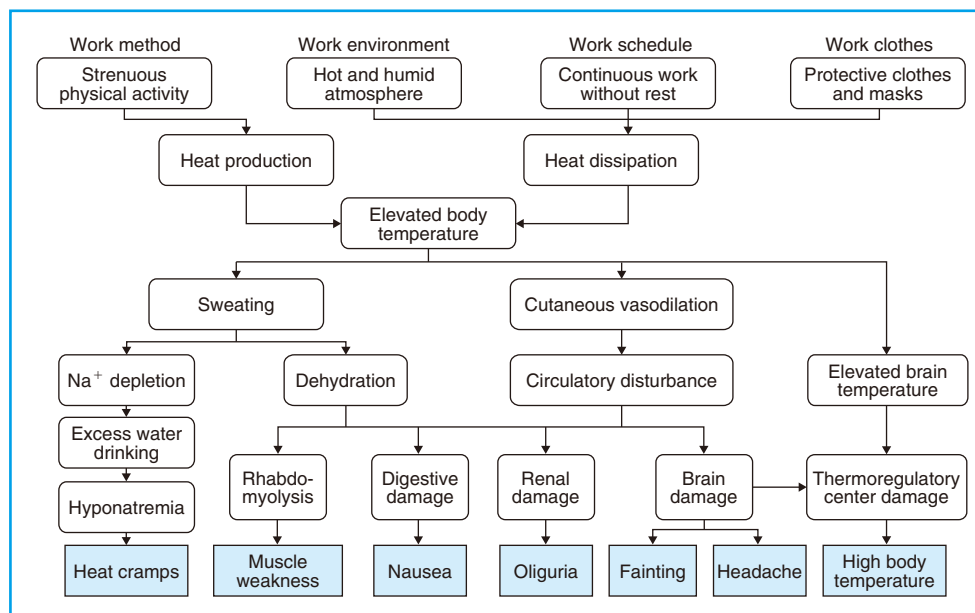 Work method
Work environment
Work schedule
Work clothes
Strenuous
physical activity
Hot and humid
atmosphere
Continuous work
without rest
Protective clothes
and masks
Heat production
Heat dissipation
Elevated body
temperature
Sweating
Cutaneous vasodilation
Na⁺ depletion
Dehydration
Circulatory disturbance
Elevated brain
temperature
Excess water
drinking
Rhabdo-
myolysis
Digestive
damage
Renal
damage
Brain
damage
Thermoregulatory
center damage
Hyponatremia
Heat cramps
Muscle
weakness
Nausea
Oliguria
Fainting
Headache
High body
temperature